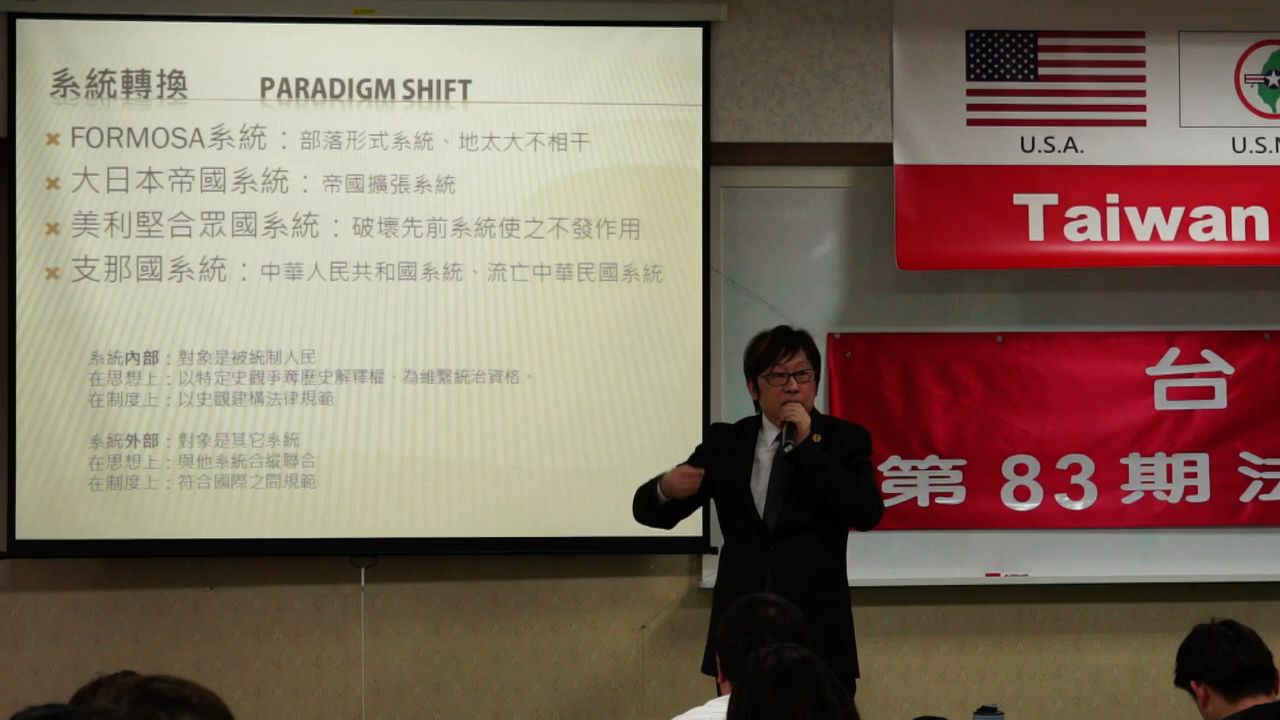 系統轉換 PARADIGM SHIFT
FORMOSA系統：部落形式系統、地太大不相干
大日本帝國系統：帝國擴張系統
美利堅合眾國系統：破壞先前系統使之不發作用
支那國系統：中華人民共和國系統、流亡中華民國系統
系統內部：對象是被統制人民
在思想上：以特定史觀爭奪歷史解釋權、為維繫統治資格。
在制度上：以史觀建構法律規範
系統外部：對象是其它系統
在思想上：與他系統合縱聯合
在制度上：符合國際之間規範
U.S.A.
U.S.
Taiwan
台
第 83 期 法